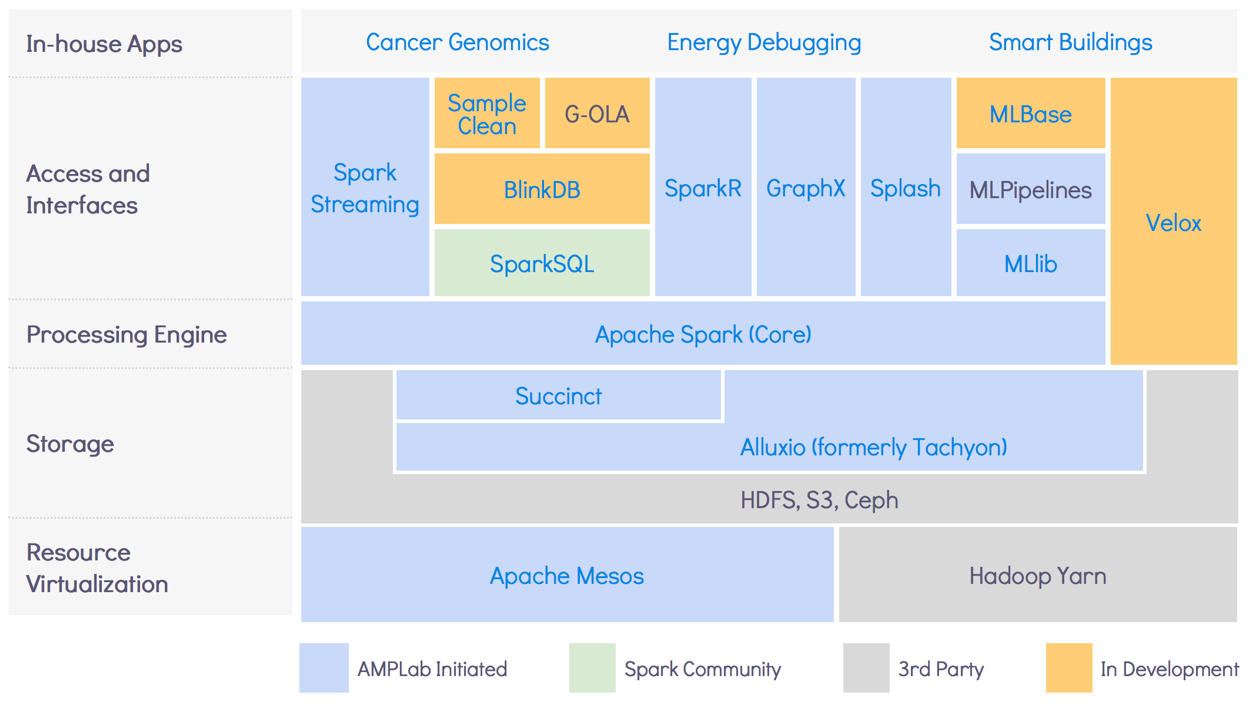 In-house Apps
Cancer Genomics
Energy Debugging
Smart Buildings
Access and
Interfaces
Spark
Streaming
Sample
Clean
G-OLA
BlinkDB
SparkSQL
SparkR
GraphX
Splash
MLBase
MLPipelines
MLlib
Velox
Processing Engine
Apache Spark (Core)
Storage
Succinct
Alluxio (formerly Tachyon)
HDFS, S3, Ceph
Resource
Virtualization
Apache Mesos
Hadoop Yarn
AMPLab Initiated
Spark Community
3rd Party
In Development